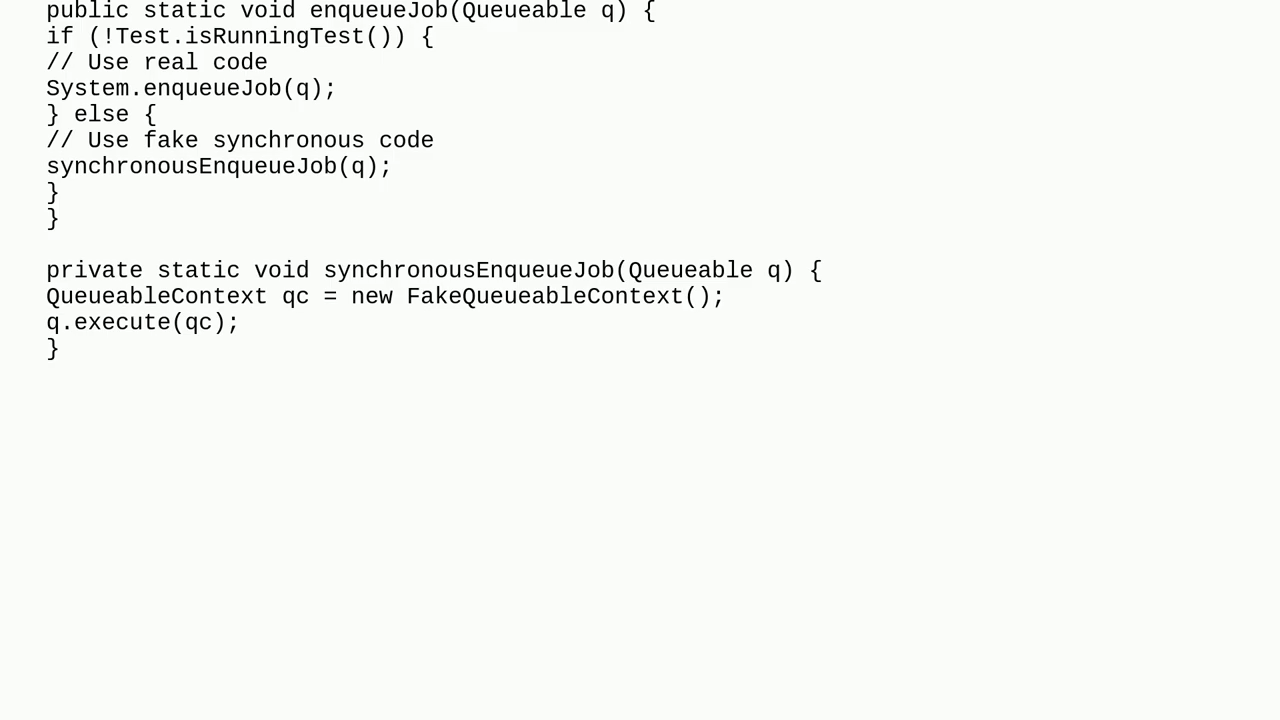 public static void enqueueJob(Queueable q) {
if (!Test.isRunningTest()) {
// Use real code
System.enqueueJob(q);
} else {
// Use fake synchronous code
synchronousEnqueueJob(q);
}
}
private static void synchronousEnqueueJob(Queueable q) {
QueueableContext qc = new FakeQueueableContext();
q.execute(qc);
}